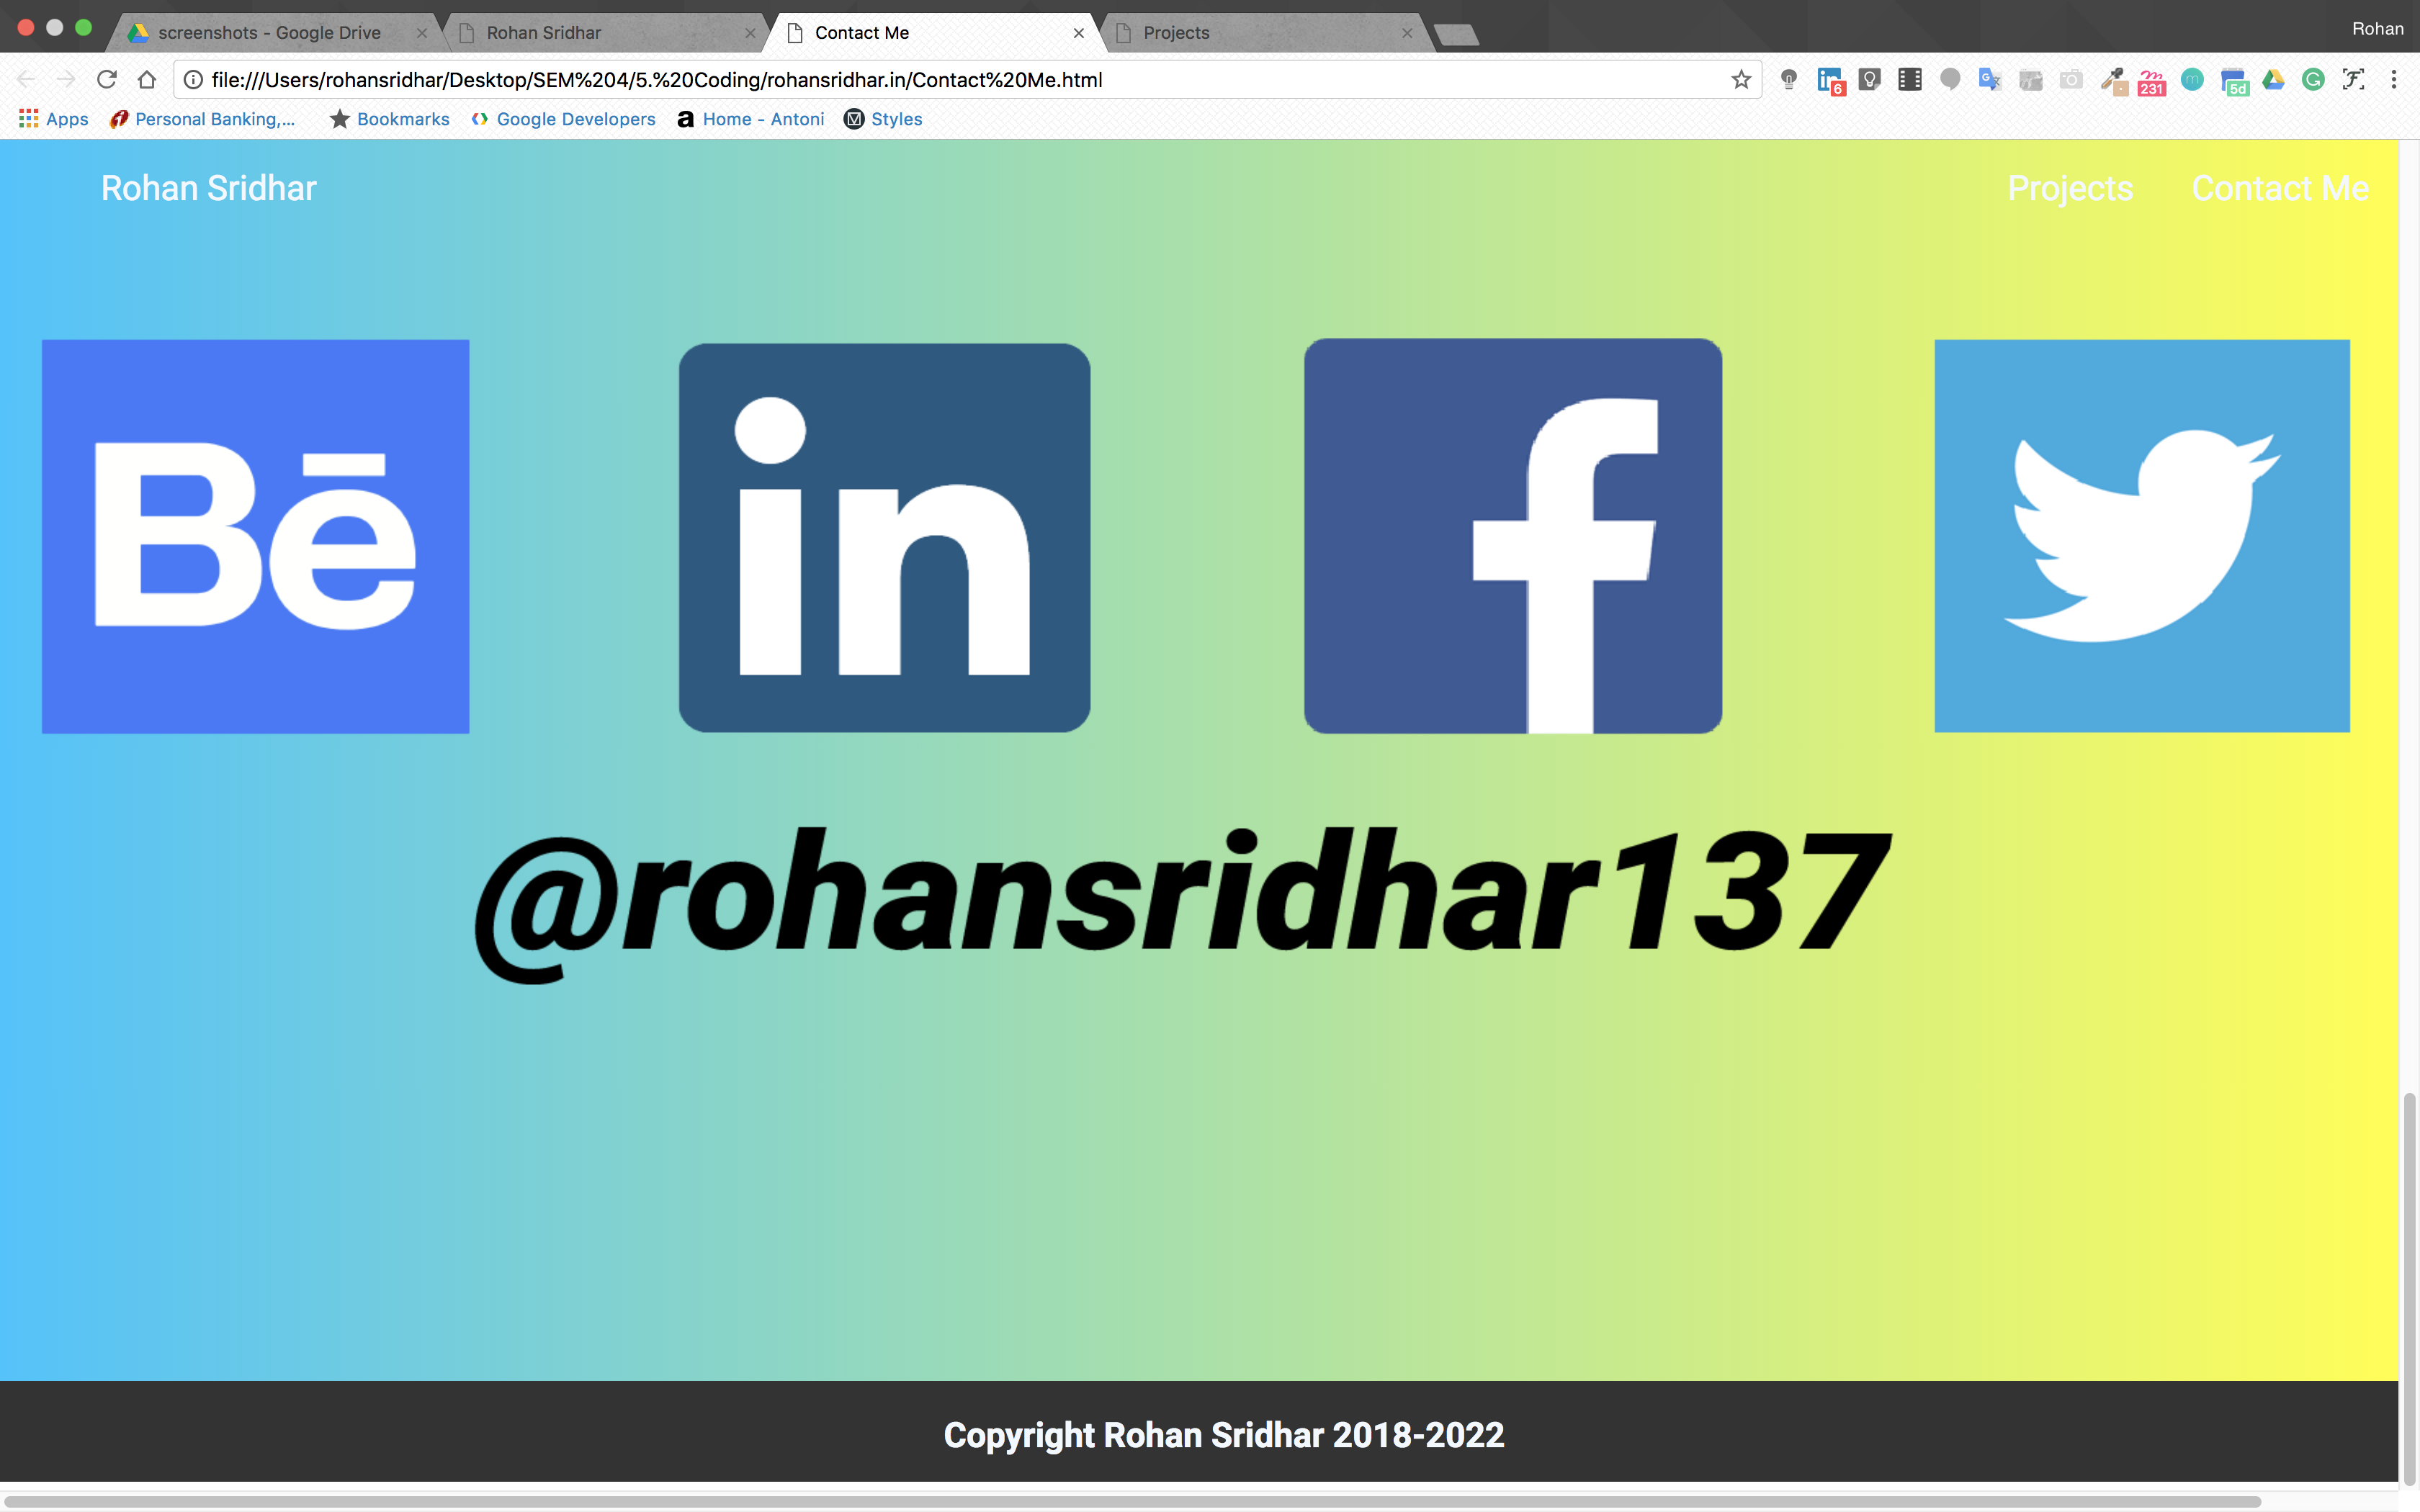 screenshots - Google Drive
Rohan Sridhar
Contact Me
Projects
Rohan
file:///Users/rohansridhar/Desktop/SEM%204/5.%20Coding/rohansridhar.in/Contact%20Me.html
6
231
5d
Apps
Personal Banking,...
Bookmarks
Google Developers
a
Home - Antoni
Styles
Rohan Sridhar
Projects
Contact Me
Bē
in
f
@rohansridhar137
Copyright Rohan Sridhar 2018-2022